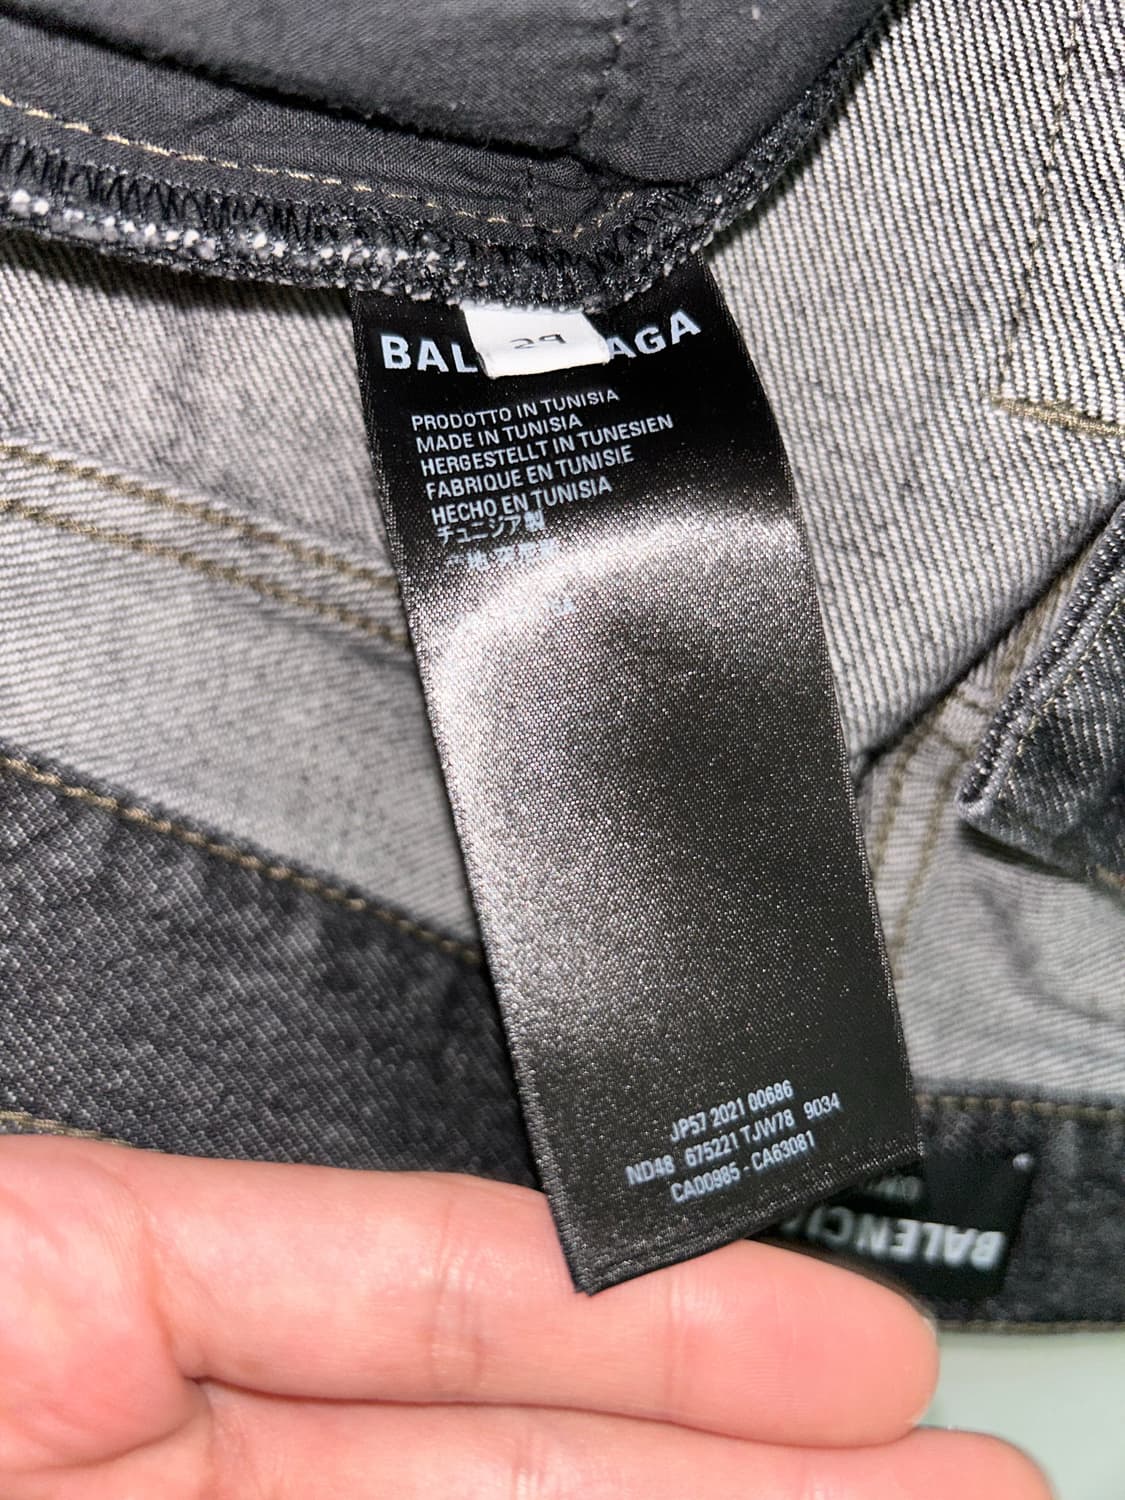 29
BAL AGA
PRODOTTO IN TUNISIA
MADE IN TUNISIA
HERGESTELLT IN TUNESIEN
FABRIQUE EN TUNISIE
HECHO EN TUNISIA
チュニジア製
JP57 2021 00686
ND48 675221 TJW78 9034
CA00985 - CA63081
BALENCI